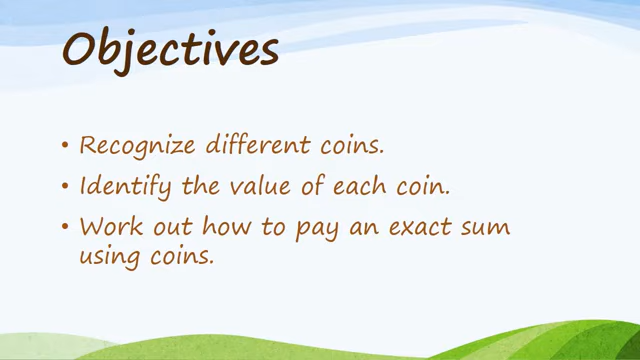 Objectives
• Recognize different coins.
• Identify the value of each coin.
• Work out how to pay an exact sum
using coins.